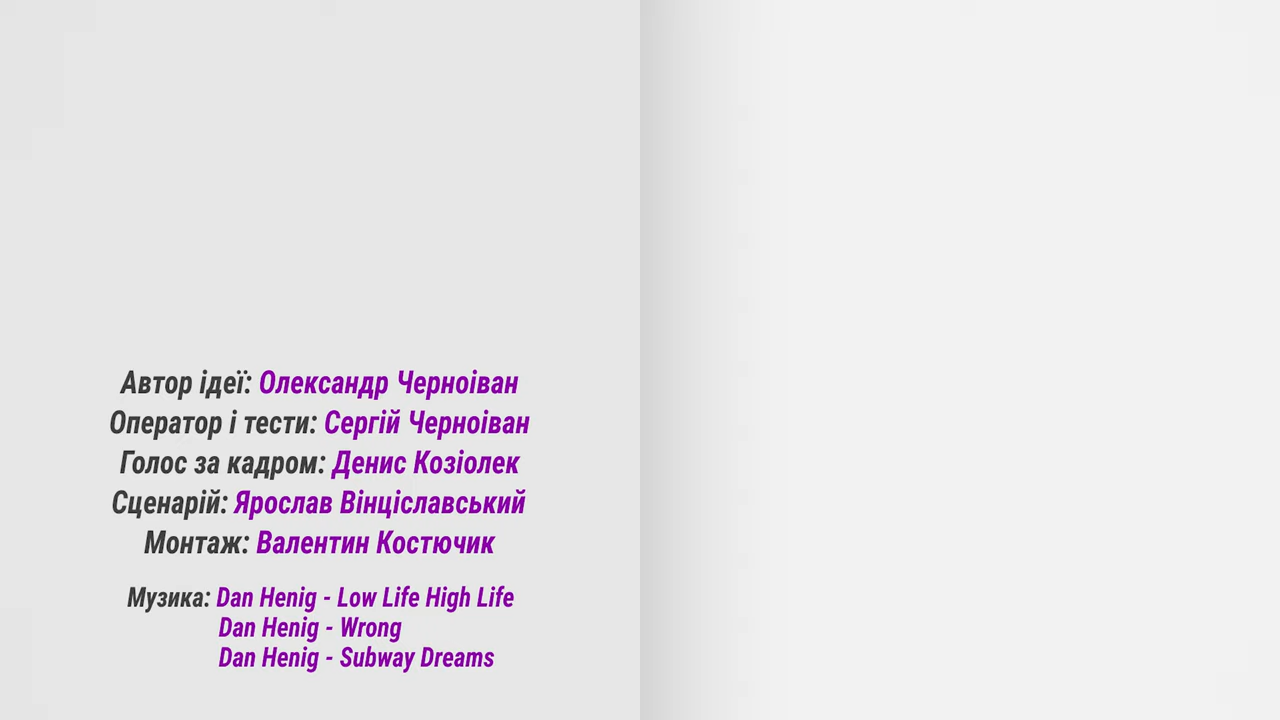 Автор ідеї: Олександр Черноіван
Оператор і тести: Сергій Черноіван
Голос за кадром: Денис Козіолек
Сценарій: Ярослав Вінціславський
Монтаж: Валентин Костючик
Музика: Dan Henig - Low Life High Life
Dan Henig - Wrong
Dan Henig - Subway Dreams